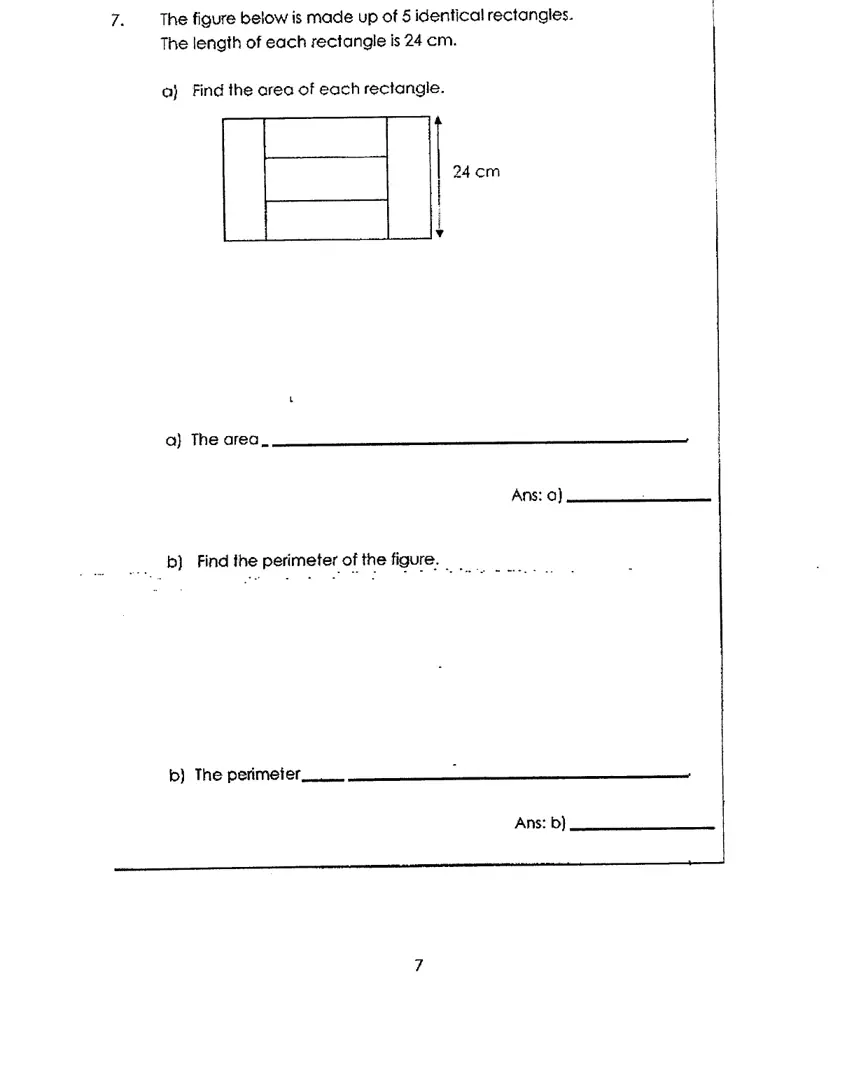 7. The figure below is made up of 5 identical rectangles.
The length of each rectangle is 24 cm.
a) Find the area of each rectangle.
24 cm
a) The area
Ans: a)
b) Find the perimeter of the figure.
b) The perimeter
Ans: b)
7